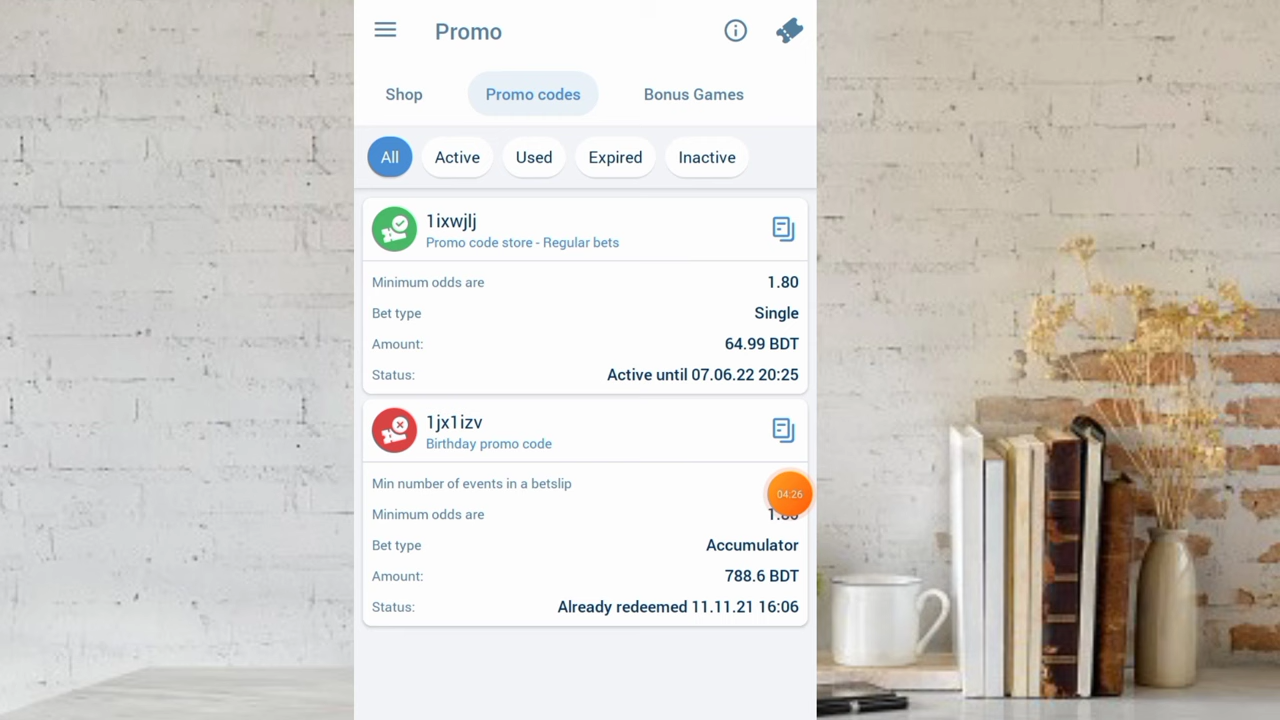 Promo
Shop
Promo codes
Bonus Games
All
Active
Used
Expired
Inactive
1ixwjlj
Promo code store - Regular bets
Minimum odds are 1.80
Bet type Single
Amount: 64.99 BDT
Status: Active until 07.06.22 20:25
1jx1izv
Birthday promo code
Min number of events in a betslip
04:26
Minimum odds are
Bet type Accumulator
Amount: 788.6 BDT
Status: Already redeemed 11.11.21 16:06